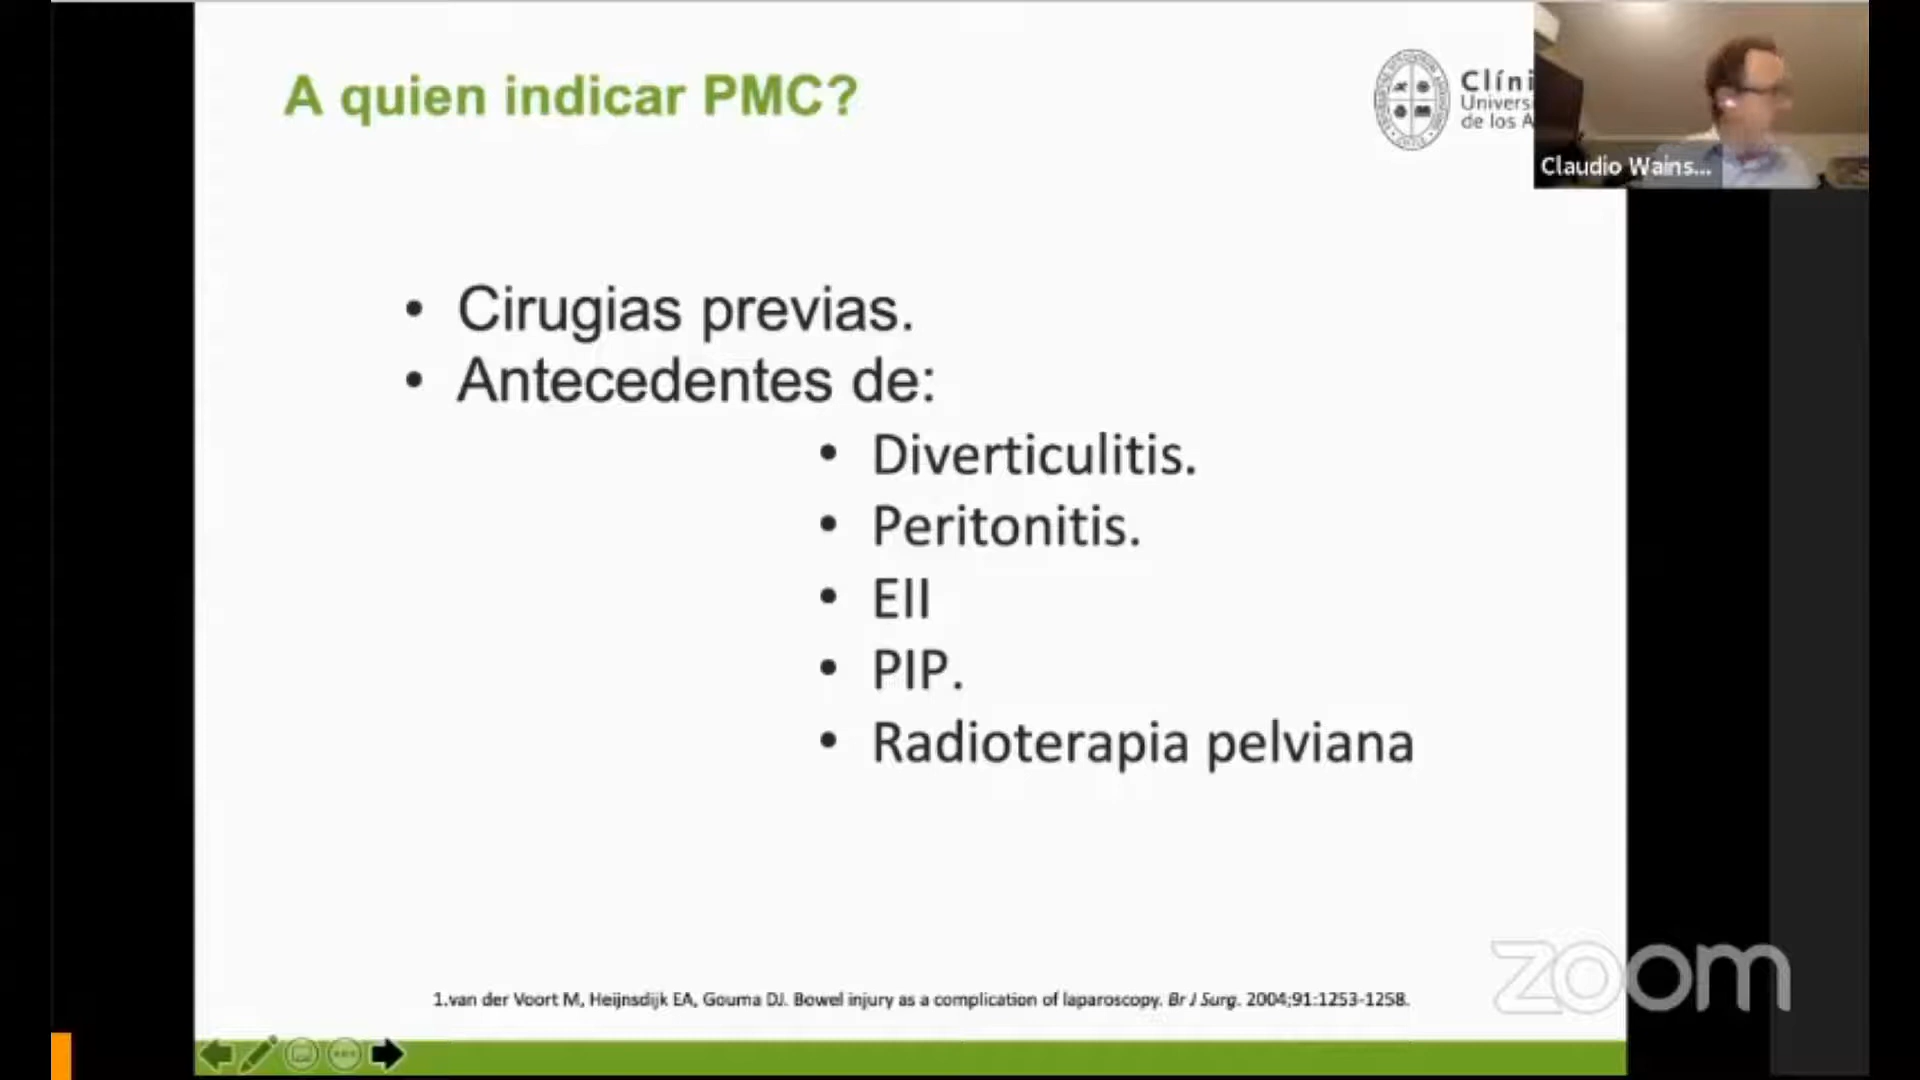 A quien indicar PMC?
Clíni
Univers
de los A
Claudio Wains...
• Cirugias previas.
• Antecedentes de:
• Diverticulitis.
• Peritonitis.
• EII
• PIP.
• Radioterapia pelviana
1.van der Voort M, Heijnsdijk EA, Gouma DJ. Bowel injury as a complication of laparoscopy. Br J Surg. 2004;91:1253-1258.
zoom